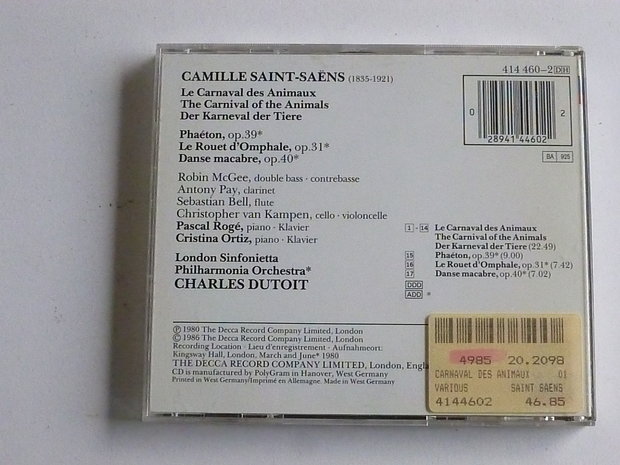 CAMILLE SAINT-SAËNS (1835-1921)
414 460-2 DH
Le Carnaval des Animaux
The Carnival of the Animals
Der Karneval der Tiere
0 28941 44602 2
BA 925
Phaéton, op.39*
Le Rouet d'Omphale, op.31*
Danse macabre, op.40*
Robin McGee, double bass · contrebasse
Antony Pay, clarinet
Sebastian Bell, flute
Christopher van Kampen, cello · violoncelle
Pascal Rogé, piano · Klavier
Cristina Ortiz, piano · Klavier
London Sinfonietta
Philharmonia Orchestra*
CHARLES DUTOIT
1 - 14 Le Carnaval des Animaux
The Carnival of the Animals
Der Karneval der Tiere (22.49)
15 Phaéton, op.39* (9.00)
16 Le Rouet d'Omphale, op.31* (7.42)
17 Danse macabre, op.40* (7.02)
DDD
ADD *
Ⓟ 1980 The Decca Record Company Limited, London
© 1986 The Decca Record Company Limited, London
Recording Location · Lieu d'enregistrement · Aufnahmeort:
Kingsway Hall, London, March and June* 1980
THE DECCA RECORD COMPANY LIMITED, London, Engla
CD is manufactured by PolyGram in Hanover, West Germany
Printed in West Germany/Imprimé en Allemagne. Made in West Germany
4985 20.2098
CARNAVAL DES ANIMAUX 01
VARIOUS SAINT SAENS
4144602 46.85